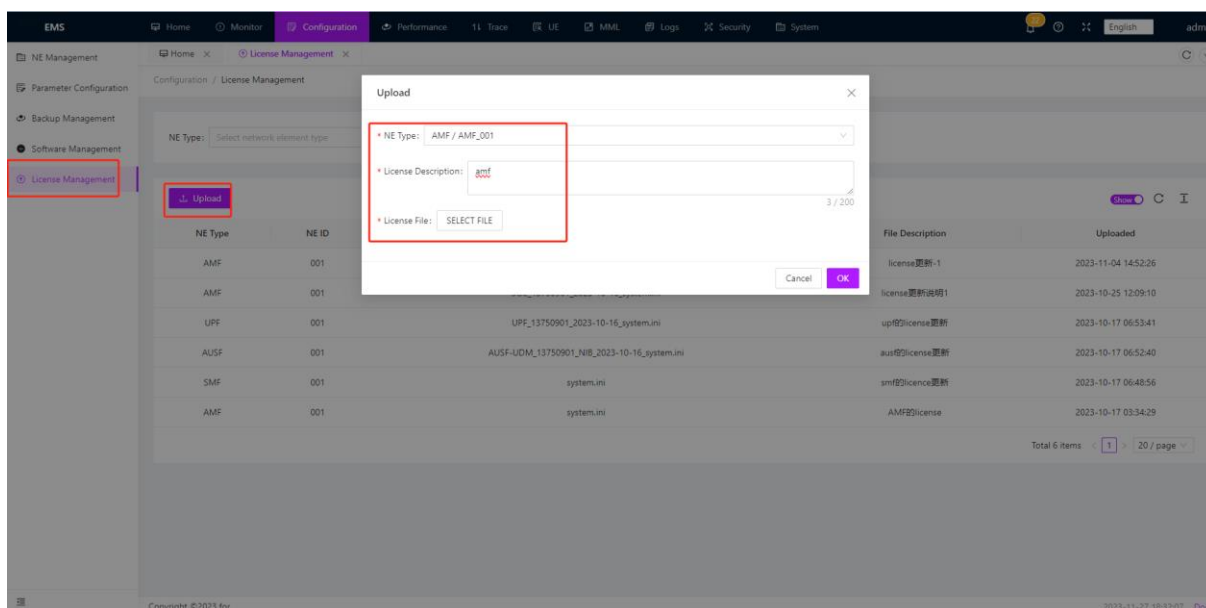 EMS Home Monitor Configuration Performance Trace UE MML Logs Security System English
NE Management
Parameter Configuration
Backup Management
Software Management
License Management
Home × License Management ×
Configuration / License Management
NE Type: Select network element type
Upload
Show
Upload ×
* NE Type: AMF / AMF_001
* License Description: amf
3 / 200
* License File: SELECT FILE
Cancel OK
NE Type NE ID File Description Uploaded
AMF 001 license更新-1 2023-11-04 14:52:26
AMF 001 license更新说明1 2023-10-25 12:09:10
UPF 001 UPF_13750901_2023-10-16_system.ini upf的license更新 2023-10-17 06:53:41
AUSF 001 AUSF-UDM_13750901_NIB_2023-10-16_system.ini ausf的license更新 2023-10-17 06:52:40
SMF 001 system.ini smf的licence更新 2023-10-17 06:48:56
AMF 001 system.ini AMF的license 2023-10-17 03:34:29
Total 6 items < 1 > 20 / page
Copyright ©2023 for